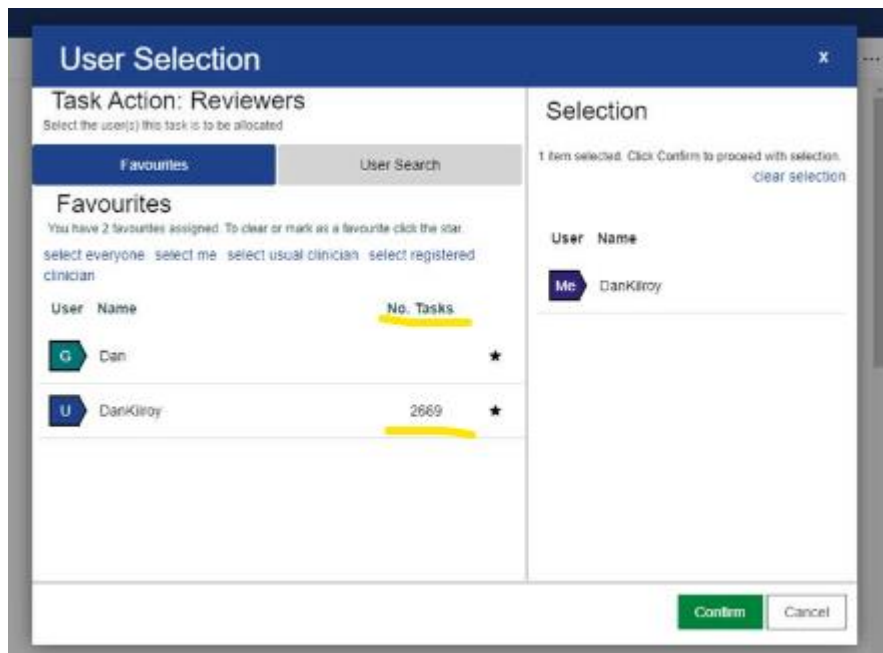 User Selection
x
Task Action: Reviewers
Select the user(s) this task is to be allocated
Favourites
User Search
Favourites
You have 2 favourites assigned. To clear or mark as a favourite click the star.
select everyone select me select usual clinician select registered
clinician
User Name No. Tasks
G Dan
U DanKilroy 2669
Selection
1 item selected. Click Confirm to proceed with selection.
clear selection
User Name
Me DanKilroy
Confirm
Cancel